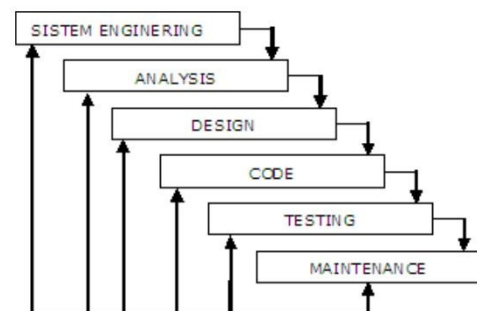 SISTEM ENGINERING
ANALYSIS
DESIGN
CODE
TESTING
MAINTENANCE